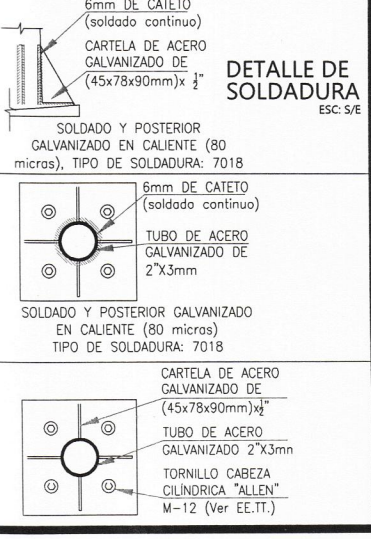 6mm DE CATETO
(soldado continuo)
CARTELA DE ACERO
GALVANIZADO DE
(45x78x90mm)x ½"
DETALLE DE
SOLDADURA
ESC: S/E
SOLDADO Y POSTERIOR
GALVANIZADO EN CALIENTE (80
micras), TIPO DE SOLDADURA: 7018
6mm DE CATETO
(soldado continuo)
TUBO DE ACERO
GALVANIZADO DE
2"X3mm
SOLDADO Y POSTERIOR GALVANIZADO
EN CALIENTE (80 micras)
TIPO DE SOLDADURA: 7018
CARTELA DE ACERO
GALVANIZADO DE
(45x78x90mm)x½"
TUBO DE ACERO
GALVANIZADO 2"X3mn
TORNILLO CABEZA
CILÍNDRICA "ALLEN"
M-12 (Ver EE.TT.)